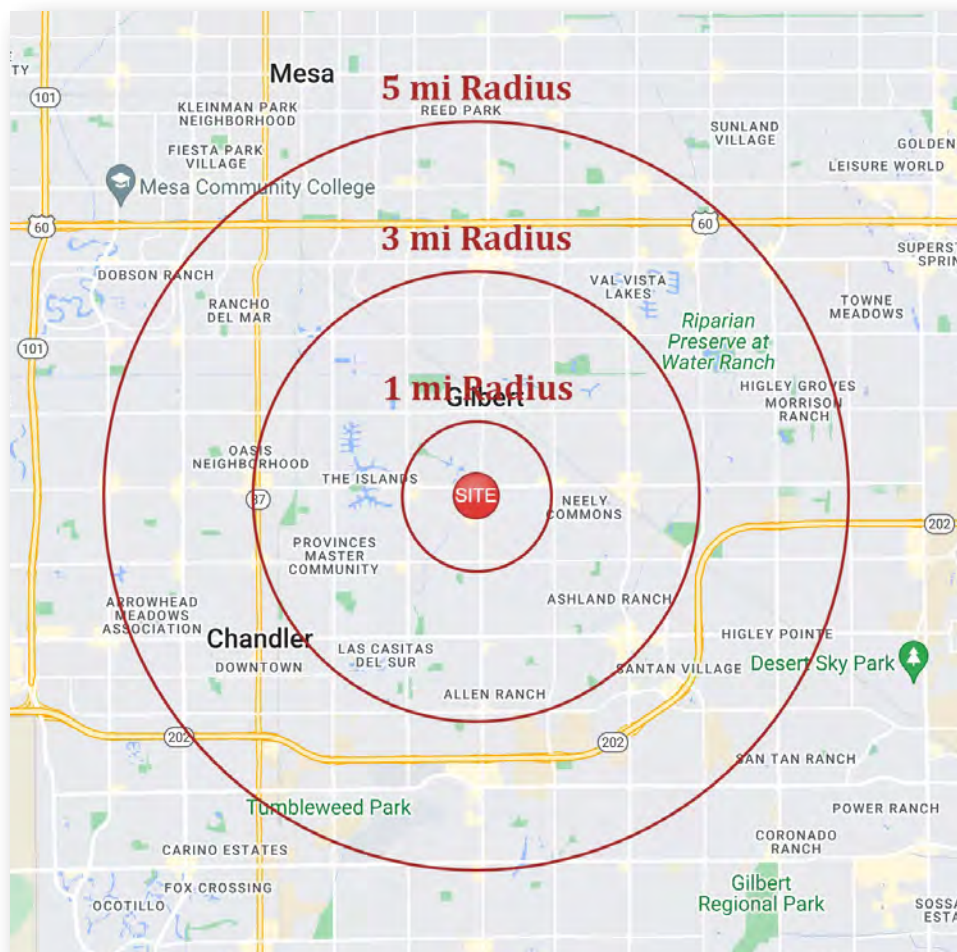 Mesa
5 mi Radius
REED PARK
101
KLEINMAN PARK
NEIGHBORHOOD
SUNLAND
VILLAGE
FIESTA PARK
VILLAGE
GOLDEN
LEISURE WORLD
Mesa Community College
60
60
3 mi Radius
SUPERST
SPRIN
DOBSON RANCH
VAL VISTA
LAKES
RANCHO
DEL MAR
TOWNE
MEADOWS
Riparian
Preserve at
Water Ranch
101
1 mi Radius
Gilbert
HIGLEY GROVES
MORRISON
RANCH
OASIS
NEIGHBORHOOD
THE ISLANDS
87
SITE
NEELY
COMMONS
202
PROVINCES
MASTER
COMMUNITY
ARROWHEAD
MEADOWS
ASSOCIATION
ASHLAND RANCH
Chandler
DOWNTOWN
LAS CASITAS
DEL SUR
HIGLEY POINTE
Desert Sky Park
SANTAN VILLAGE
ALLEN RANCH
202
202
SAN TAN RANCH
Tumbleweed Park
POWER RANCH
CORONADO
RANCH
CARINO ESTATES
FOX CROSSING
OCOTILLO
Gilbert
Regional Park
SOSSA
ESTA